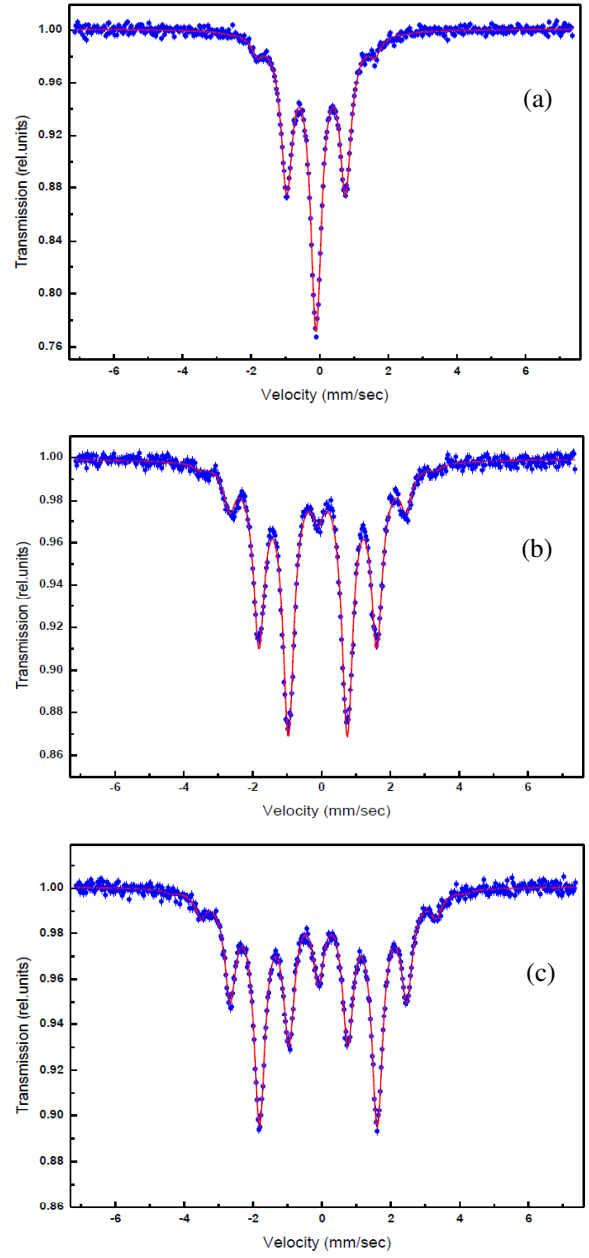 1.00
0.96
0.92
0.88
0.84
0.80
0.76
Transmission (rel.units)
(a)
-6 -4 -2 0 2 4 6
Velocity (mm/sec)
1.00
0.98
0.96
0.94
0.92
0.90
0.88
0.86
Transmission (rel.units)
(b)
-6 -4 -2 0 2 4 6
Velocity (mm/sec)
1.00
0.98
0.96
0.94
0.92
0.90
0.88
0.86
Transmission (rel.units)
(c)
-6 -4 -2 0 2 4 6
Velocity (mm/sec)